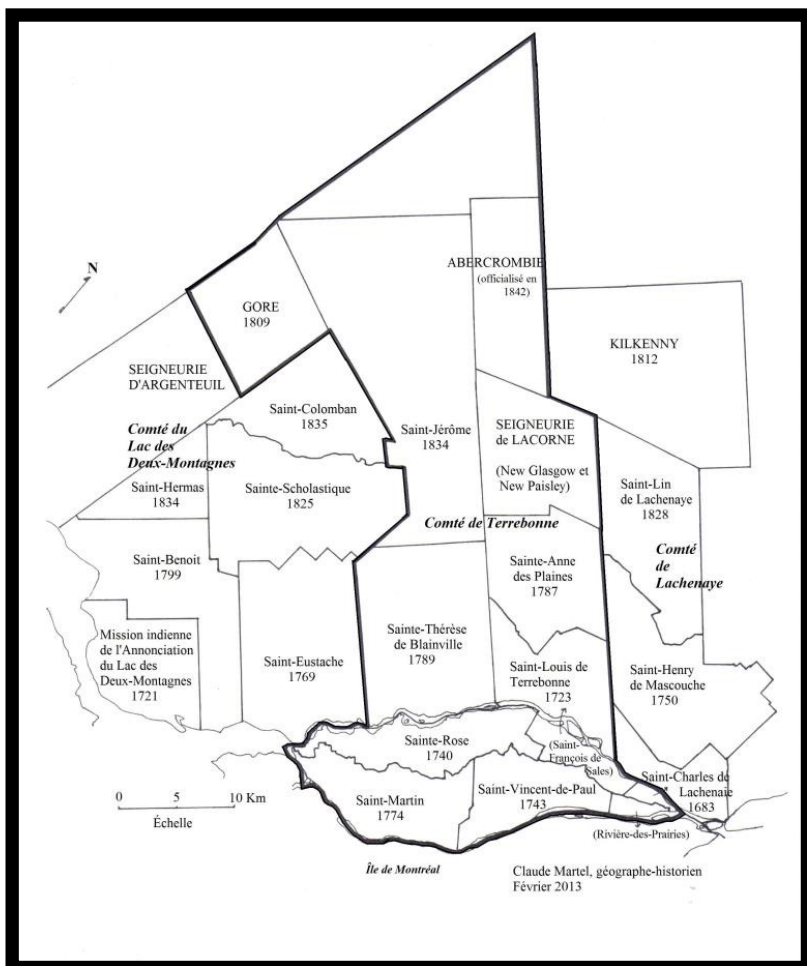 ABERCROMBIE
(officialisé en
1842)
N
GORE
1809
KILKENNY
1812
SEIGNEURIE
D'ARGENTEUIL
Saint-Colomban
1835
Saint-Jérôme
1834
SEIGNEURIE
de LACORNE
(New Glasgow et
New Paisley)
Comté du
Lac des
Deux-Montagnes
Saint-Hermas
1834
Sainte-Scholastique
1825
Saint-Lin
de Lachenaye
1828
Comté de Terrebonne
Saint-Benoit
1799
Sainte-Anne
des Plaines
1787
Comté
de
Lachenaye
Mission indienne
de l'Annonciation
du Lac des
Deux-Montagnes
1721
Saint-Eustache
1769
Sainte-Thérèse
de Blainville
1789
Saint-Louis de
Terrebonne
1723
Saint-Henry
de Mascouche
1750
Sainte-Rose
1740
(Saint-
François de
Sales)
Saint-Martin
1774
Saint-Vincent-de-Paul
1743
Saint-Charles de
Lachenaie
1683
0 5 10 Km
Échelle
(Rivière-des-Prairies)
Île de Montréal
Claude Martel, géographe-historien
Février 2013